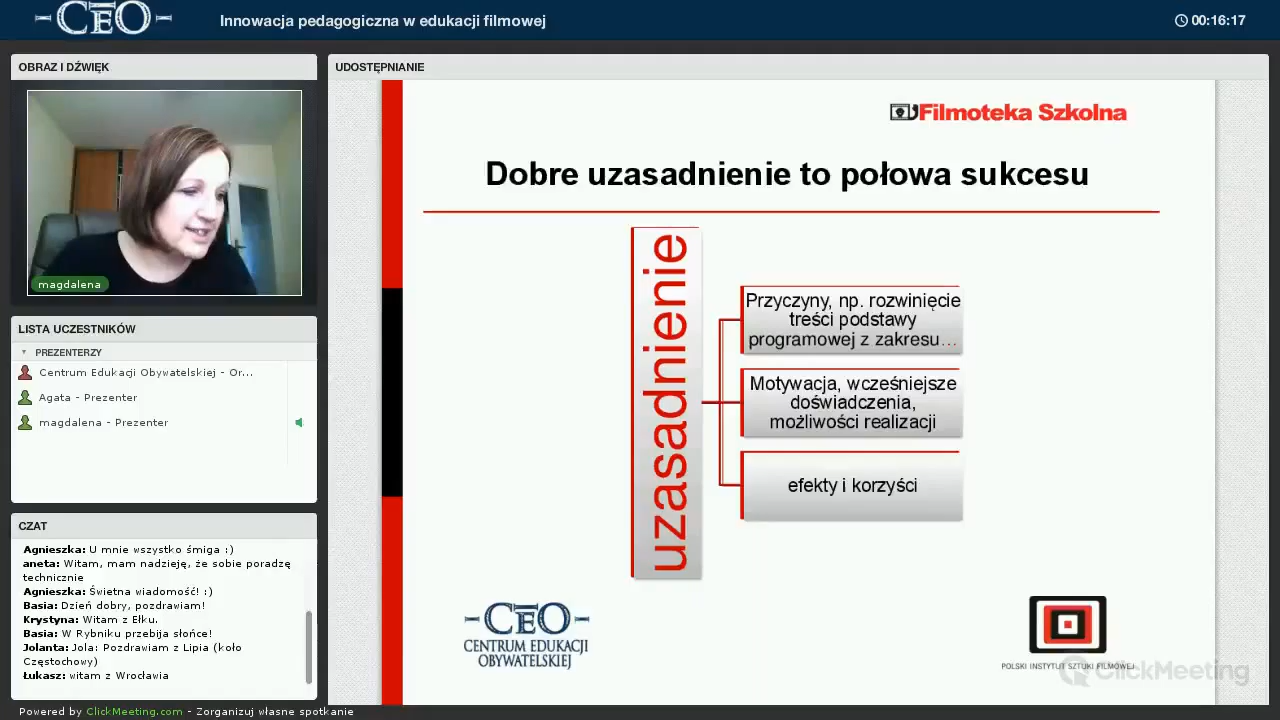 CEO
Innowacja pedagogiczna w edukacji filmowej
00:16:17
OBRAZ I DŹWIĘK
magdalena
LISTA UCZESTNIKÓW
PREZENTERZY
Centrum Edukacji Obywatelskiej - Or...
Agata - Prezenter
magdalena - Prezenter
CZAT
Agnieszka: U mnie wszystko śmiga :)
aneta: Witam, mam nadzieję, że sobie poradzę
technicznie
Agnieszka: Świetna wiadomość! :)
Basia: Dzień dobry, pozdrawiam!
Krystyna: Witam z Ełku.
Basia: W Rybniku przebija słońce!
Jolanta: Jola: Pozdrawiam z Lipia (koło
Częstochowy)
Łukasz: witam z Wrocławia
UDOSTĘPNIANIE
Filmoteka Szkolna
Dobre uzasadnienie to połowa sukcesu
uzasadnienie
Przyczyny, np. rozwinięcie
treści podstawy
programowej z zakresu…
Motywacja, wcześniejsze
doświadczenia,
możliwości realizacji
efekty i korzyści
CEO
CENTRUM EDUKACJI
OBYWATELSKIEJ
POLSKI INSTYTUT SZTUKI FILMOWEJ
ClickMeeting
Powered by ClickMeeting.com - Zorganizuj własne spotkanie